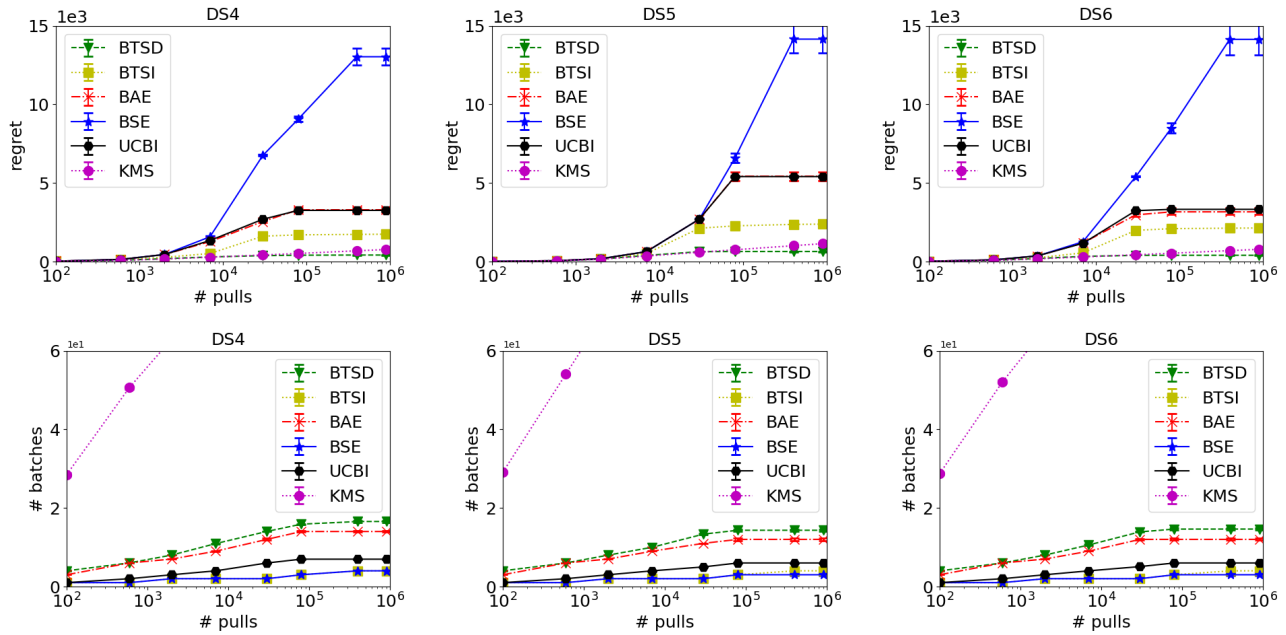 DS4
1e3
15
10
5
0
regret
BTSD
BTSI
BAE
BSE
UCBI
KMS
10^2 10^3 10^4 10^5 10^6
# pulls
DS5
1e3
15
10
5
0
regret
BTSD
BTSI
BAE
BSE
UCBI
KMS
10^2 10^3 10^4 10^5 10^6
# pulls
DS6
1e3
15
10
5
0
regret
BTSD
BTSI
BAE
BSE
UCBI
KMS
10^2 10^3 10^4 10^5 10^6
# pulls
DS4
1e1
6
4
2
0
# batches
BTSD
BTSI
BAE
BSE
UCBI
KMS
10^2 10^3 10^4 10^5 10^6
# pulls
DS5
1e1
6
4
2
0
# batches
BTSD
BTSI
BAE
BSE
UCBI
KMS
10^2 10^3 10^4 10^5 10^6
# pulls
DS6
1e1
6
4
2
0
# batches
BTSD
BTSI
BAE
BSE
UCBI
KMS
10^2 10^3 10^4 10^5 10^6
# pulls